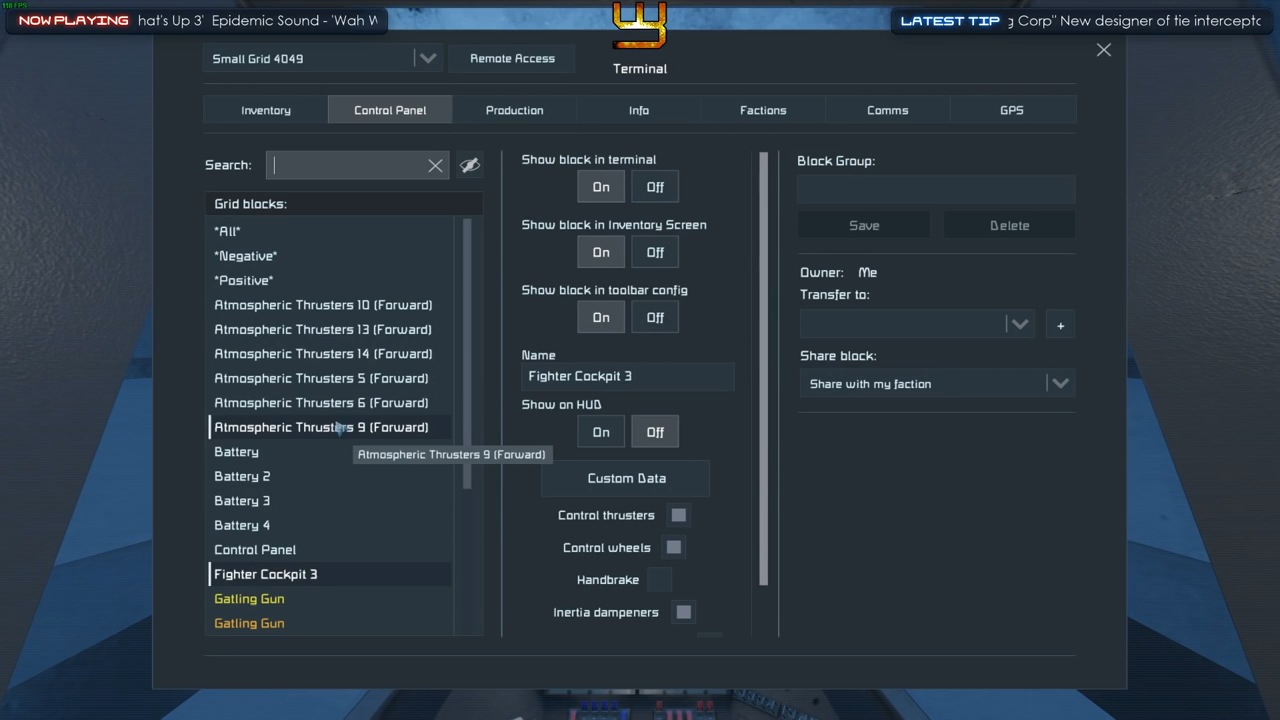 118 FPS
NOW PLAYING hat's Up 3' Epidemic Sound - 'Wah W
LATEST TIP g Corp" New designer of tie intercepto
Small Grid 4049
Remote Access
Terminal
Inventory
Control Panel
Production
Info
Factions
Comms
GPS
Search:
Grid blocks:
*All*
*Negative*
*Positive*
Atmospheric Thrusters 10 (Forward)
Atmospheric Thrusters 13 (Forward)
Atmospheric Thrusters 14 (Forward)
Atmospheric Thrusters 5 (Forward)
Atmospheric Thrusters 6 (Forward)
Atmospheric Thrusters 9 (Forward)
Atmospheric Thrusters 9 (Forward)
Battery
Battery 2
Battery 3
Battery 4
Control Panel
Fighter Cockpit 3
Gatling Gun
Gatling Gun
Show block in terminal
On Off
Show block in Inventory Screen
On Off
Show block in toolbar config
On Off
Name
Fighter Cockpit 3
Show on HUD
On Off
Custom Data
Control thrusters
Control wheels
Handbrake
Inertia dampeners
Block Group:
Save Delete
Owner: Me
Transfer to:
+
Share block:
Share with my faction